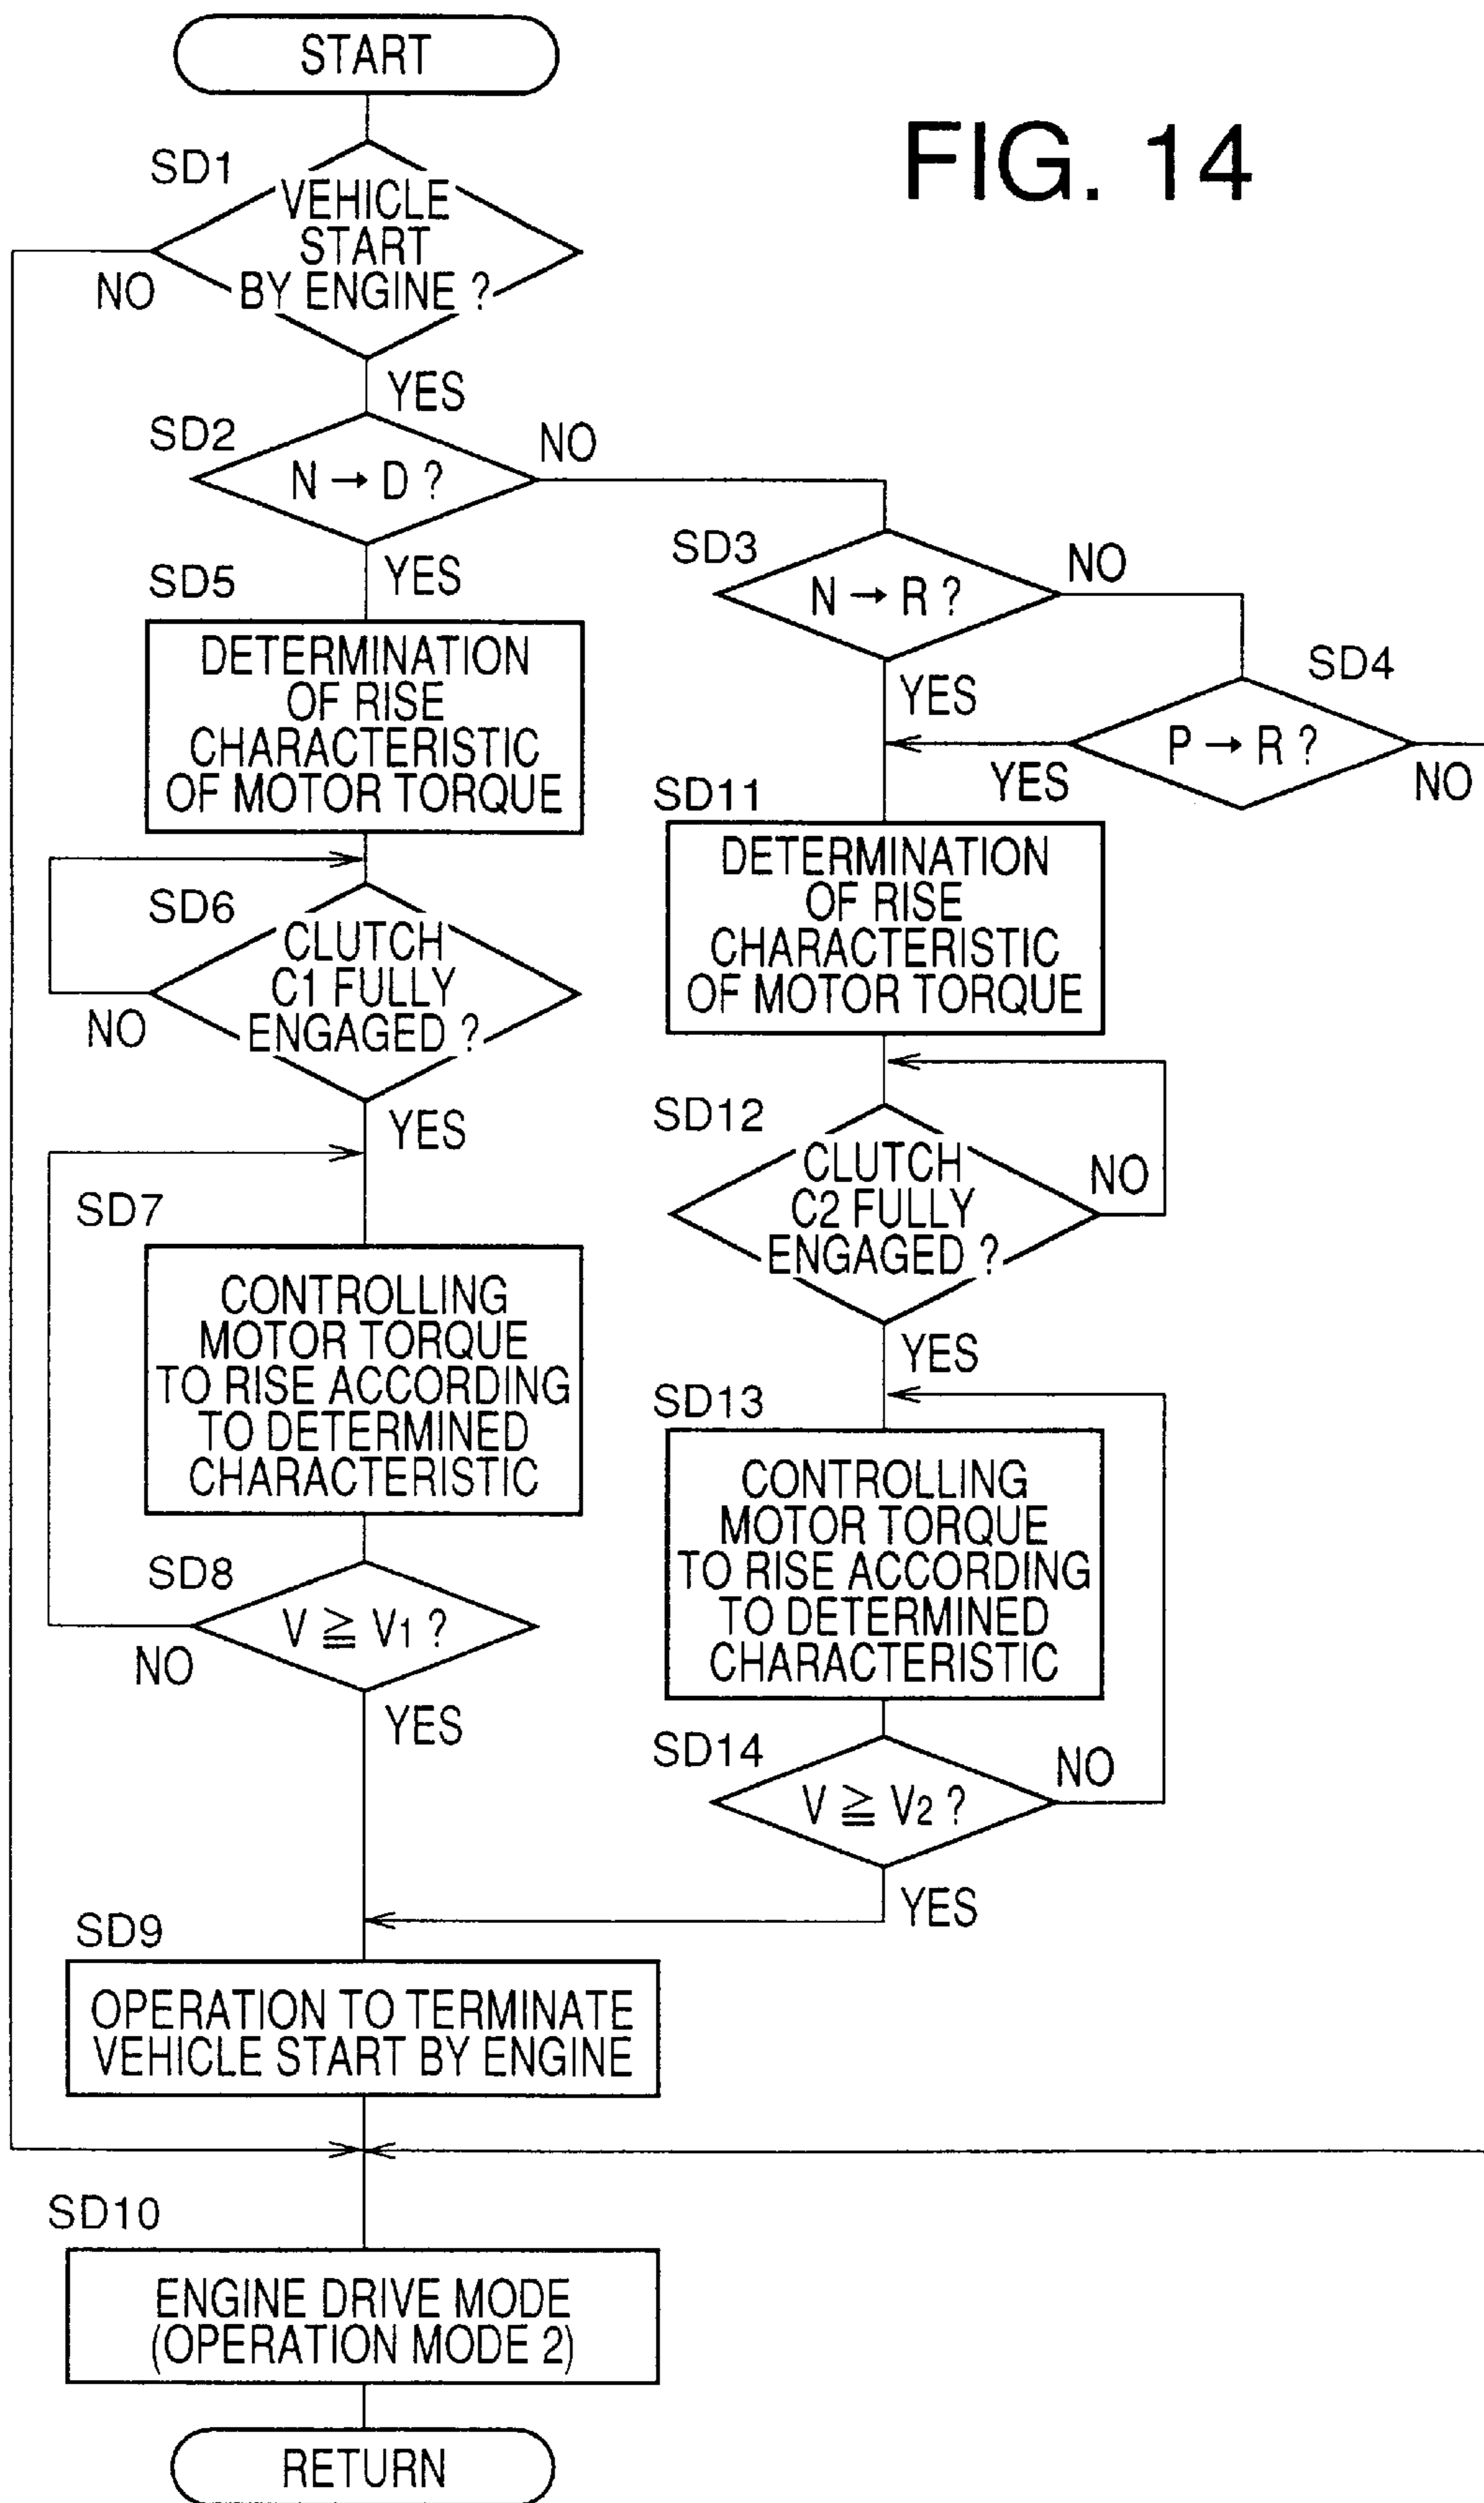 START
FIG. 14
SD1
VEHICLE
START
BY ENGINE ?
NO
YES
SD2
N → D ?
NO
YES
SD3
N → R ?
NO
YES
SD4
P → R ?
YES
NO
SD5
DETERMINATION
OF RISE
CHARACTERISTIC
OF MOTOR TORQUE
SD6
CLUTCH
C1 FULLY
ENGAGED ?
NO
YES
SD7
CONTROLLING
MOTOR TORQUE
TO RISE ACCORDING
TO DETERMINED
CHARACTERISTIC
SD8
V ≧ V1 ?
NO
YES
SD11
DETERMINATION
OF RISE
CHARACTERISTIC
OF MOTOR TORQUE
SD12
CLUTCH
C2 FULLY
ENGAGED ?
NO
YES
SD13
CONTROLLING
MOTOR TORQUE
TO RISE ACCORDING
TO DETERMINED
CHARACTERISTIC
SD14
V ≧ V2 ?
NO
YES
SD9
OPERATION TO TERMINATE
VEHICLE START BY ENGINE
SD10
ENGINE DRIVE MODE
(OPERATION MODE 2)
RETURN